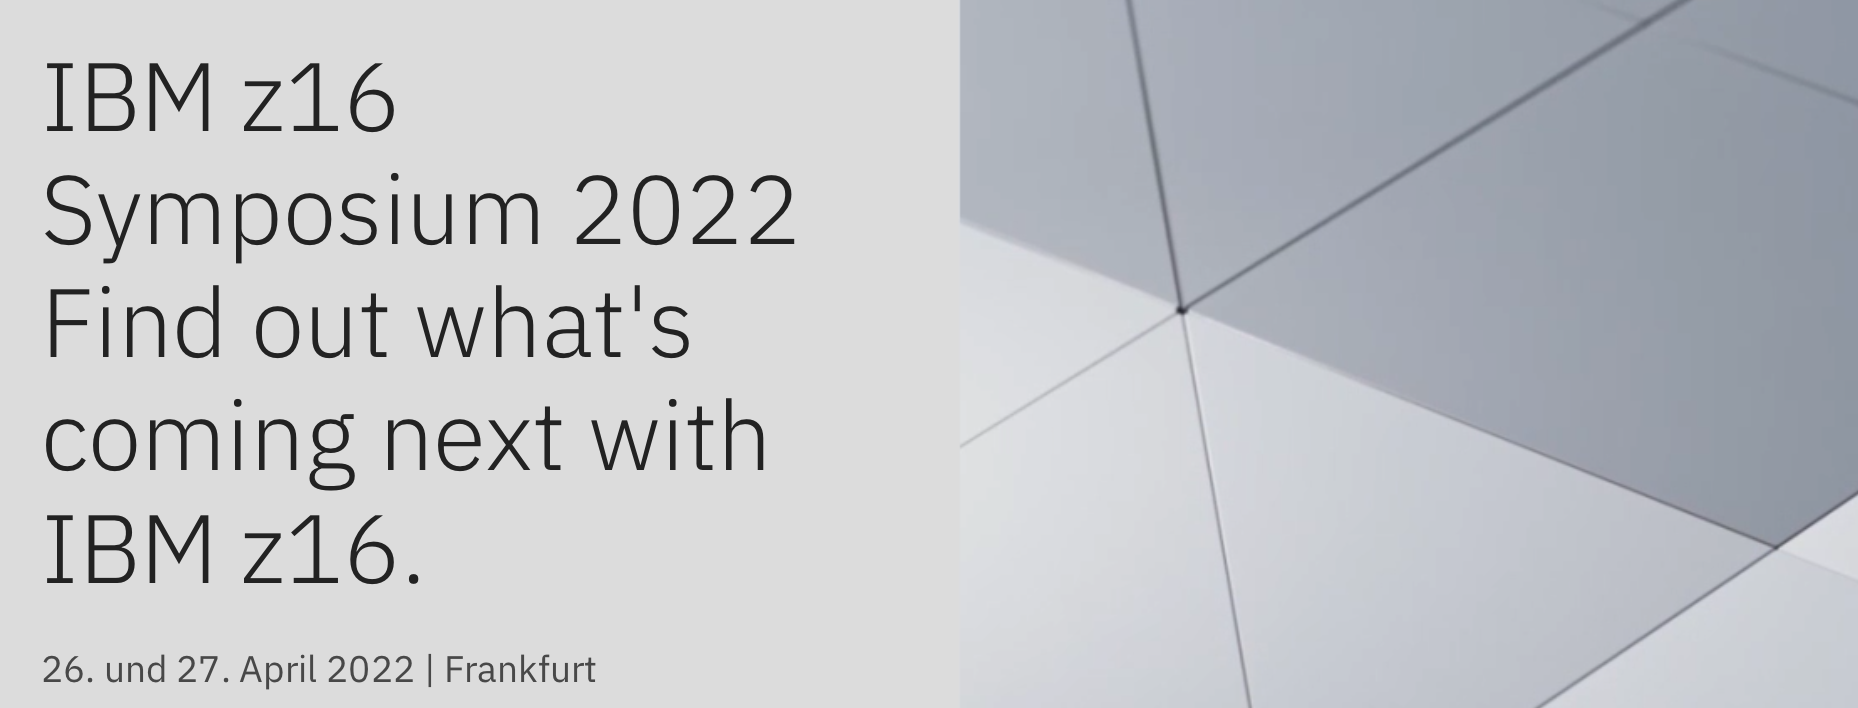 IBM z16
Symposium 2022
Find out what's
coming next with
IBM z16.
26. und 27. April 2022 | Frankfurt